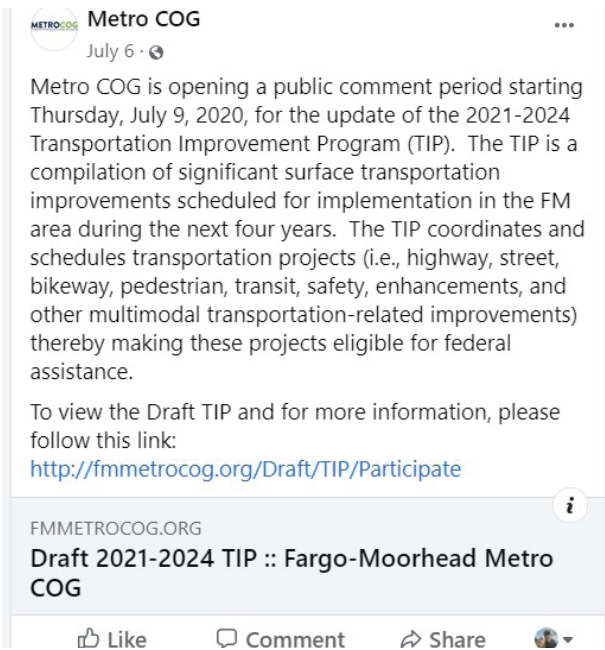 METROCOG
Metro COG
July 6 ·
Metro COG is opening a public comment period starting
Thursday, July 9, 2020, for the update of the 2021-2024
Transportation Improvement Program (TIP).  The TIP is a
compilation of significant surface transportation
improvements scheduled for implementation in the FM
area during the next four years.  The TIP coordinates and
schedules transportation projects (i.e., highway, street,
bikeway, pedestrian, transit, safety, enhancements, and
other multimodal transportation-related improvements)
thereby making these projects eligible for federal
assistance.
To view the Draft TIP and for more information, please
follow this link:
http://fmmetrocog.org/Draft/TIP/Participate
i
FMMETROCOG.ORG
Draft 2021-2024 TIP :: Fargo-Moorhead Metro
COG
Like Comment Share